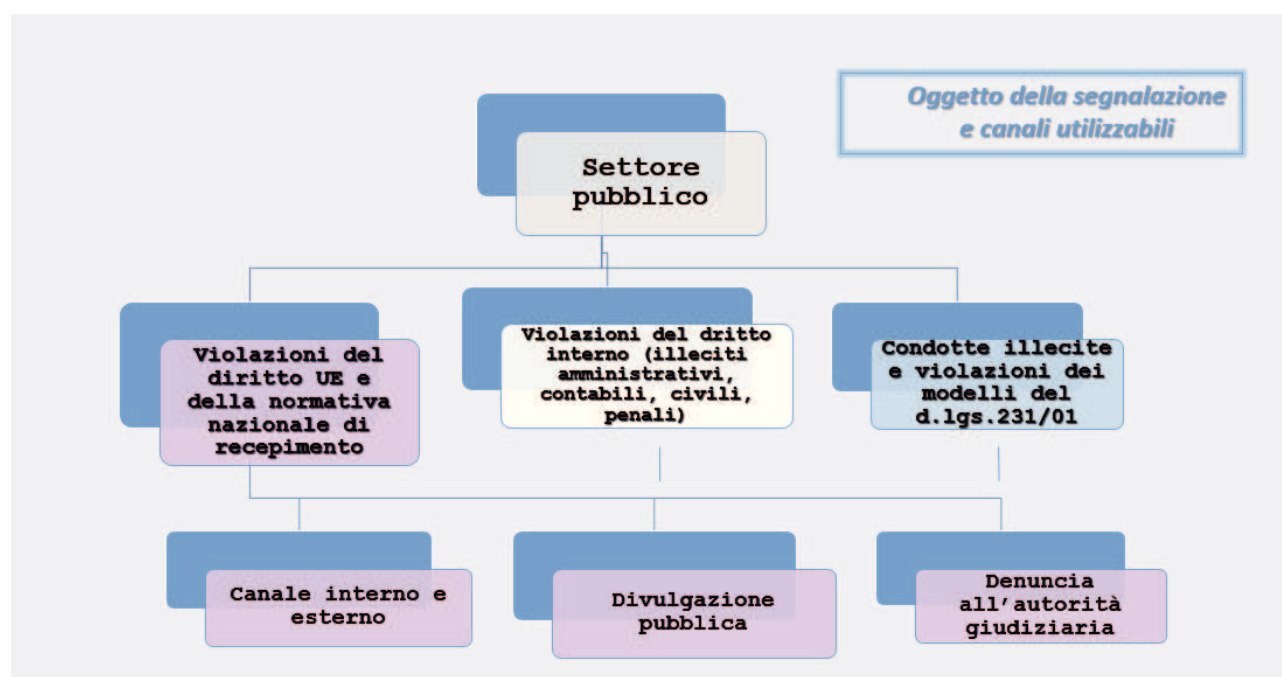 Oggetto della segnalazione
e canali utilizzabili
Settore
pubblico
Violazioni del
diritto UE e
della normativa
nazionale di
recepimento
Violazioni del dritto
interno (illeciti
amministrativi,
contabili, civili,
penali)
Condotte illecite
e violazioni dei
modelli del
d.lgs.231/01
Canale interno e
esterno
Divulgazione
pubblica
Denuncia
all’autorità
giudiziaria